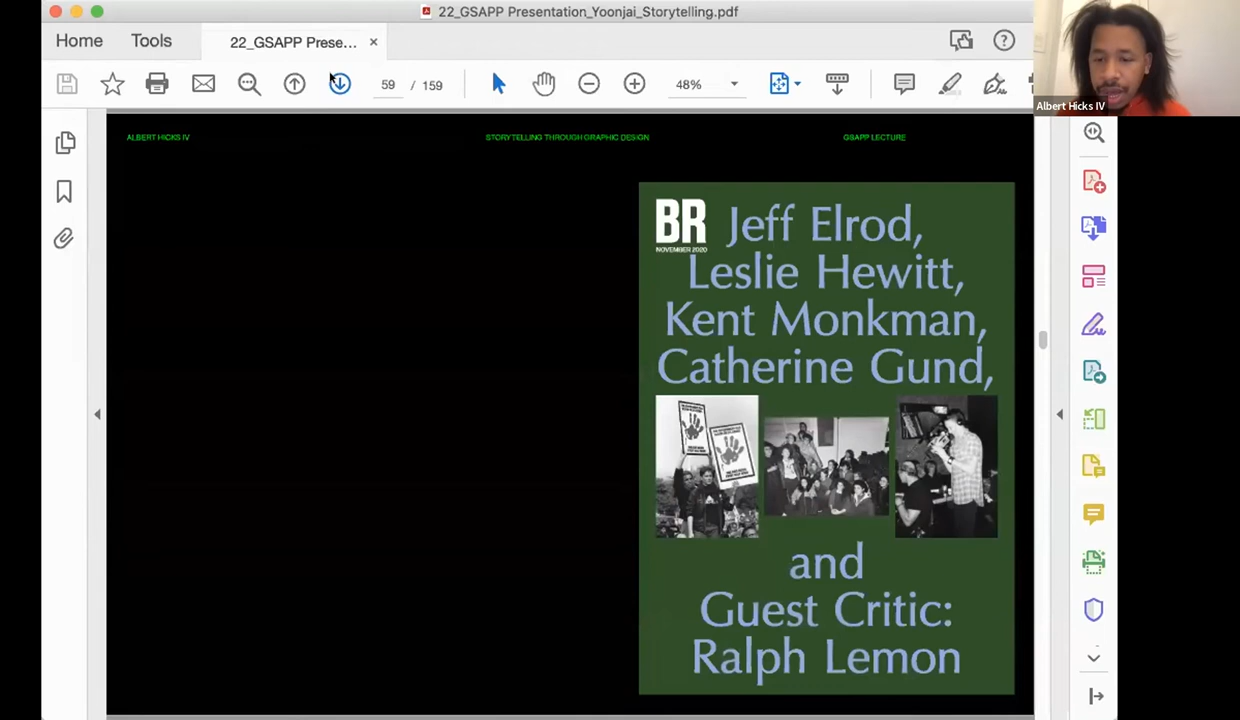 22_GSAPP Presentation_Yoonjai_Storytelling.pdf
Home
Tools
22_GSAPP Prese...
59 / 159
48%
Albert Hicks IV
ALBERT HICKS IV
STORYTELLING THROUGH GRAPHIC DESIGN
GSAPP LECTURE
BR
NOVEMBER 2020
Jeff Elrod,
Leslie Hewitt,
Kent Monkman,
Catherine Gund,
and
Guest Critic:
Ralph Lemon